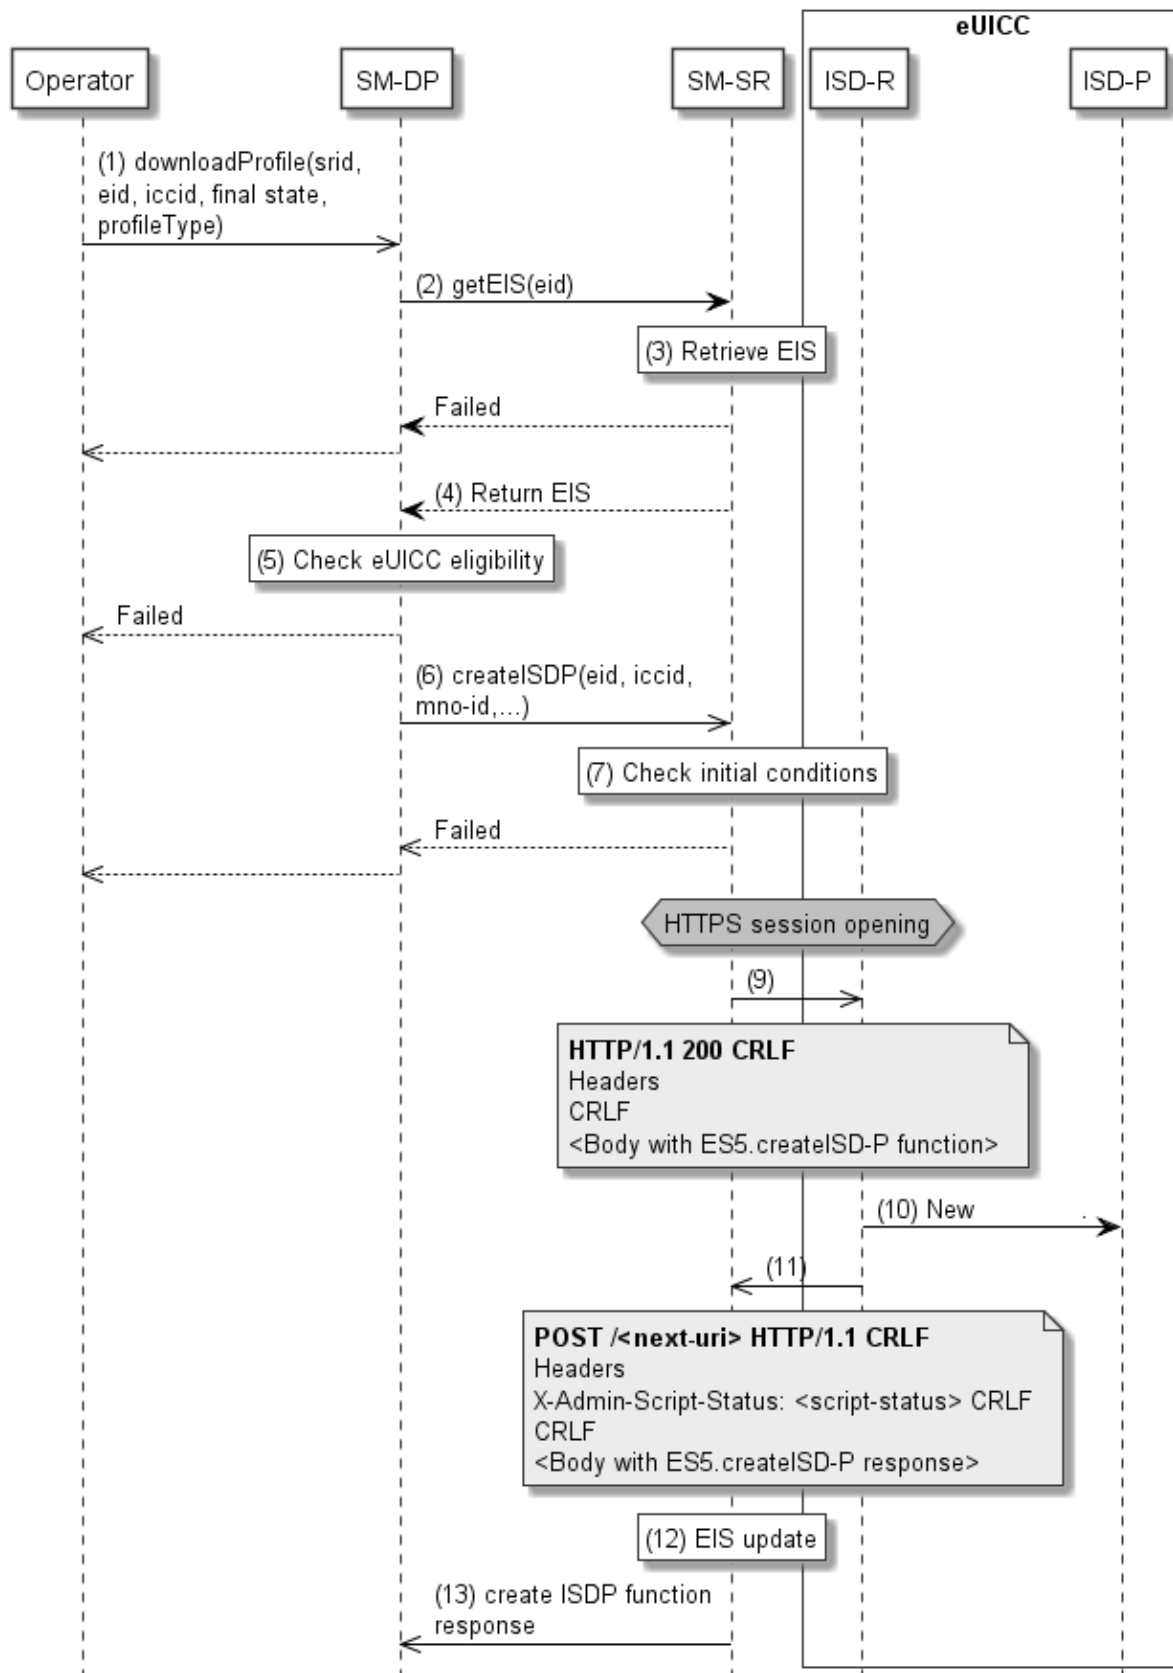 eUICC
Operator
SM-DP
SM-SR
ISD-R
ISD-P
(1) downloadProfile(srid,
eid, iccid, final state,
profileType)
(2) getEIS(eid)
(3) Retrieve EIS
Failed
(4) Return EIS
(5) Check eUICC eligibility
Failed
(6) createISDP(eid, iccid,
mno-id,...)
(7) Check initial conditions
Failed
HTTPS session opening
(9)
HTTP/1.1 200 CRLF
Headers
CRLF
<Body with ES5.createISD-P function>
(10) New .
(11)
POST /<next-uri> HTTP/1.1 CRLF
Headers
X-Admin-Script-Status: <script-status> CRLF
CRLF
<Body with ES5.createISD-P response>
(12) EIS update
(13) create ISDP function
response